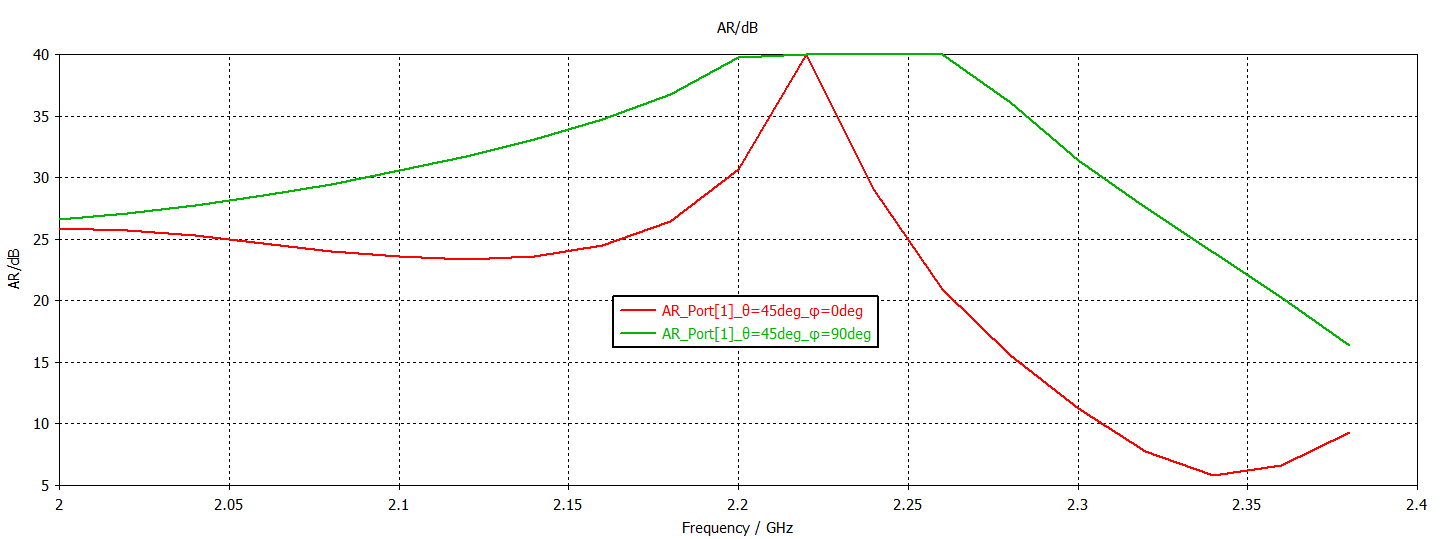 AR/dB
40
35
30
25
20
15
10
5
AR/dB
AR_Port[1]_θ=45deg_φ=0deg
AR_Port[1]_θ=45deg_φ=90deg
2 2.05 2.1 2.15 2.2 2.25 2.3 2.35 2.4
Frequency / GHz